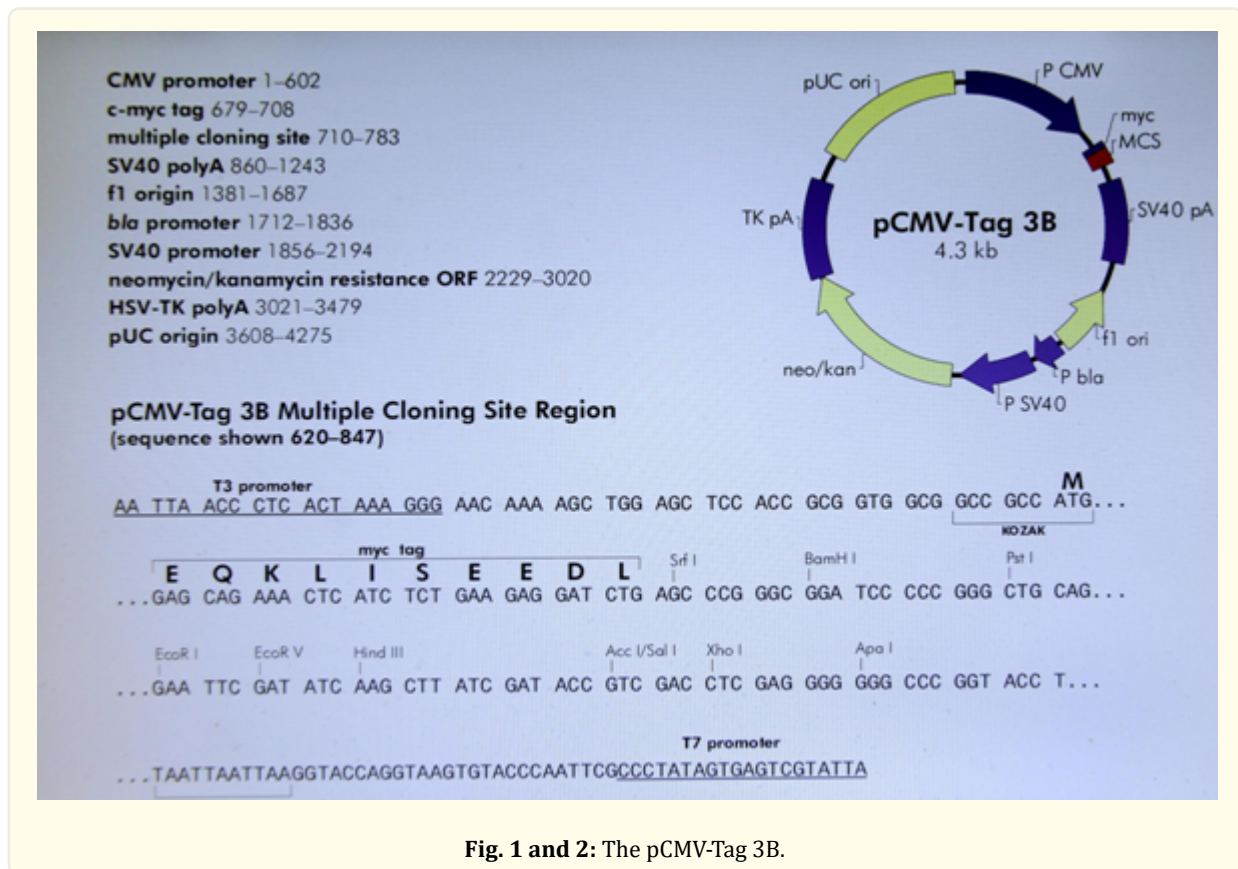 CMV promoter 1–602
c-myc tag 679–708
multiple cloning site 710–783
SV40 polyA 860–1243
f1 origin 1381–1687
bla promoter 1712–1836
SV40 promoter 1856–2194
neomycin/kanamycin resistance ORF 2229–3020
HSV-TK polyA 3021–3479
pUC origin 3608–4275
P CMV
pUC ori
myc
MCS
TK pA
SV40 pA
pCMV-Tag 3B
4.3 kb
f1 ori
neo/kan
P bla
P SV40
pCMV-Tag 3B Multiple Cloning Site Region
(sequence shown 620–847)
T3 promoter
M
AA TTA ACC CTC ACT AAA GGG AAC AAA AGC TGG AGC TCC ACC GCG GTG GCG GCC GCC ATG...
KOZAK
myc tag
E Q K L I S E E D L
Srf I BamH I Pst I
...GAG CAG AAA CTC ATC TCT GAA GAG GAT CTG AGC CCG GGC GGA TCC CCC GGG CTG CAG...
EcoR I EcoR V Hind III Acc I/Sal I Xho I Apa I
...GAA TTC GAT ATC AAG CTT ATC GAT ACC GTC GAC CTC GAG GGG GGG CCC GGT ACC T...
T7 promoter
...TAATTAATTAAGGTACCAGGTAAGTGTACCCAATTCGCCCTATAGTGAGTCGTATTA
Fig. 1 and 2: The pCMV-Tag 3B.